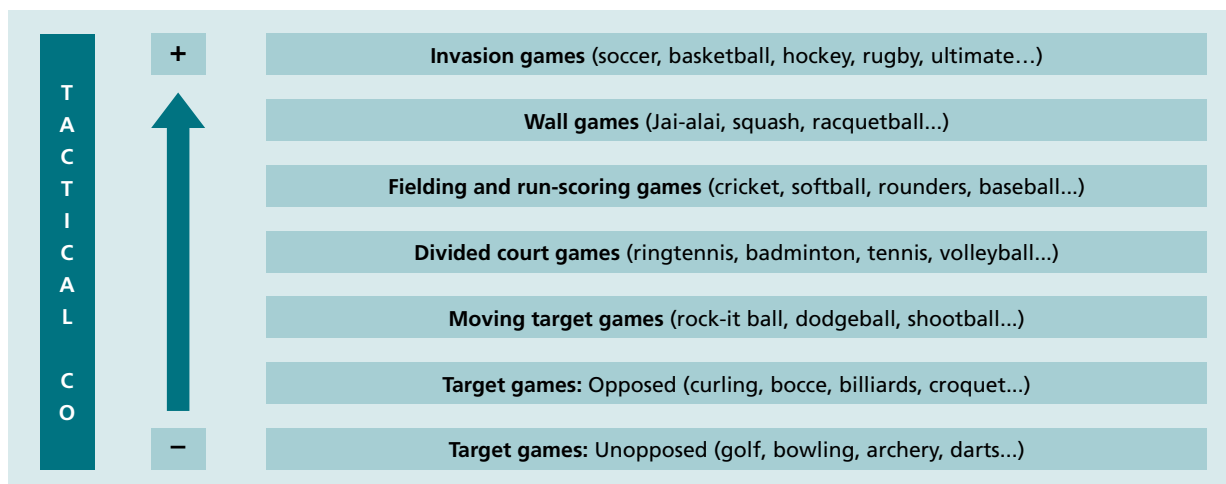 TACTICAL CO
+
Invasion games (soccer, basketball, hockey, rugby, ultimate…)
Wall games (Jai-alai, squash, racquetball...)
Fielding and run-scoring games (cricket, softball, rounders, baseball...)
Divided court games (ringtennis, badminton, tennis, volleyball...)
Moving target games (rock-it ball, dodgeball, shootball...)
Target games: Opposed (curling, bocce, billiards, croquet...)
–
Target games: Unopposed (golf, bowling, archery, darts...)